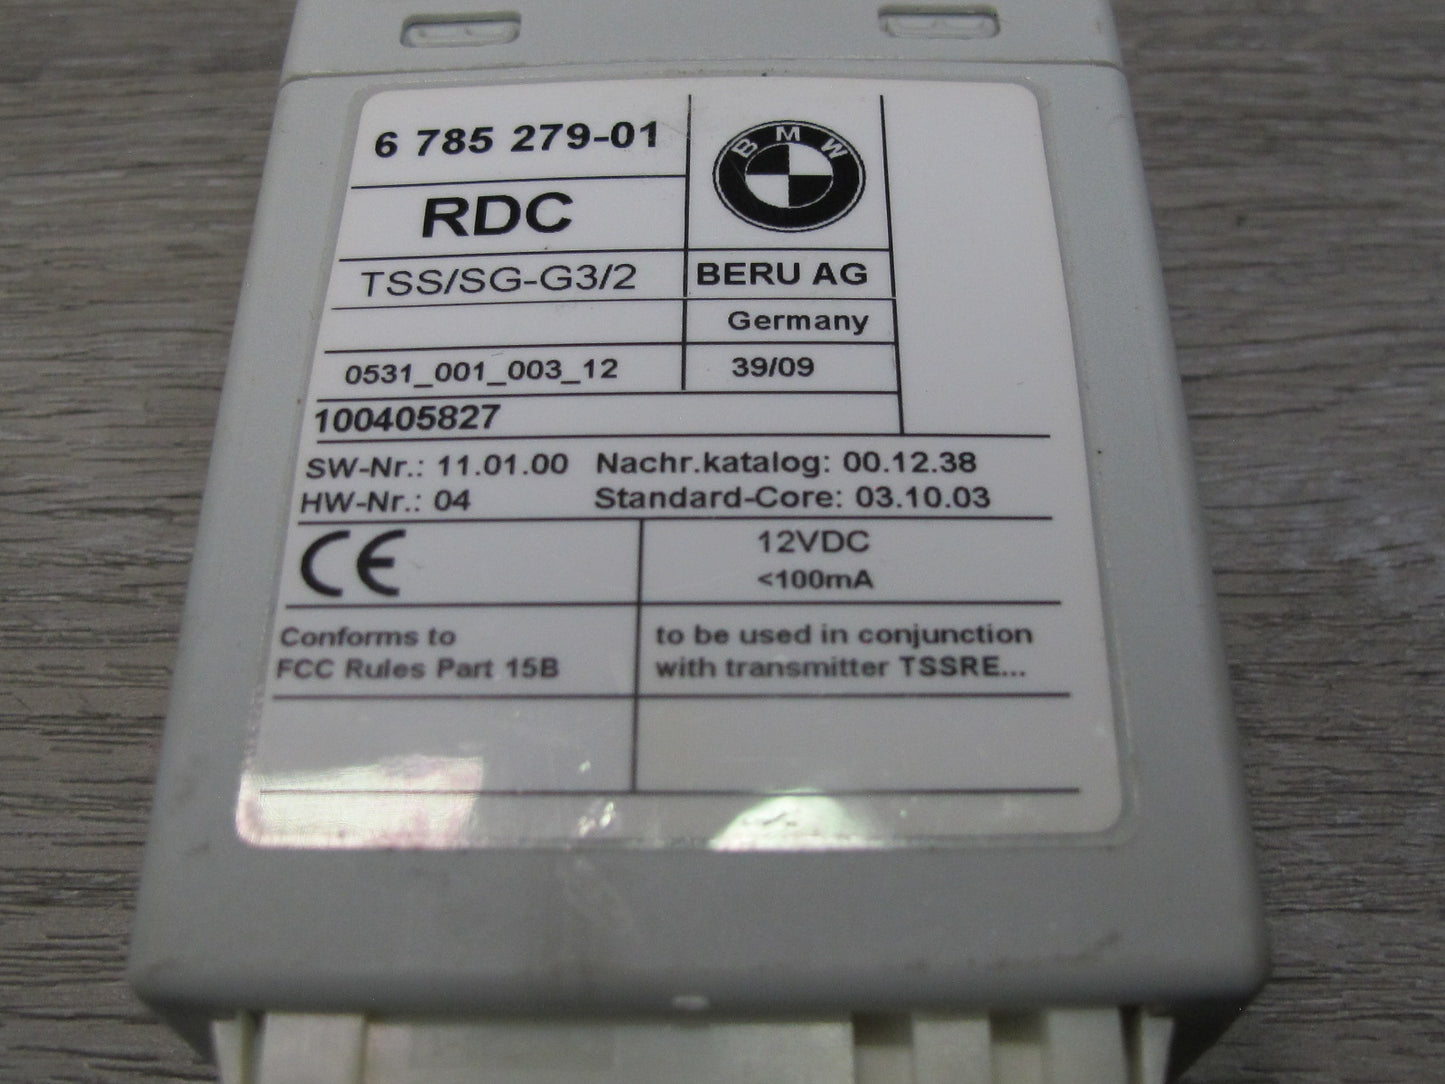 6 785 279-01
BMW
RDC
TSS/SG-G3/2
BERU AG
Germany
0531_001_003_12
39/09
100405827
SW-Nr.: 11.01.00 Nachr.katalog: 00.12.38
HW-Nr.: 04 Standard-Core: 03.10.03
CE
12VDC
<100mA
Conforms to
FCC Rules Part 15B
to be used in conjunction
with transmitter TSSRE...